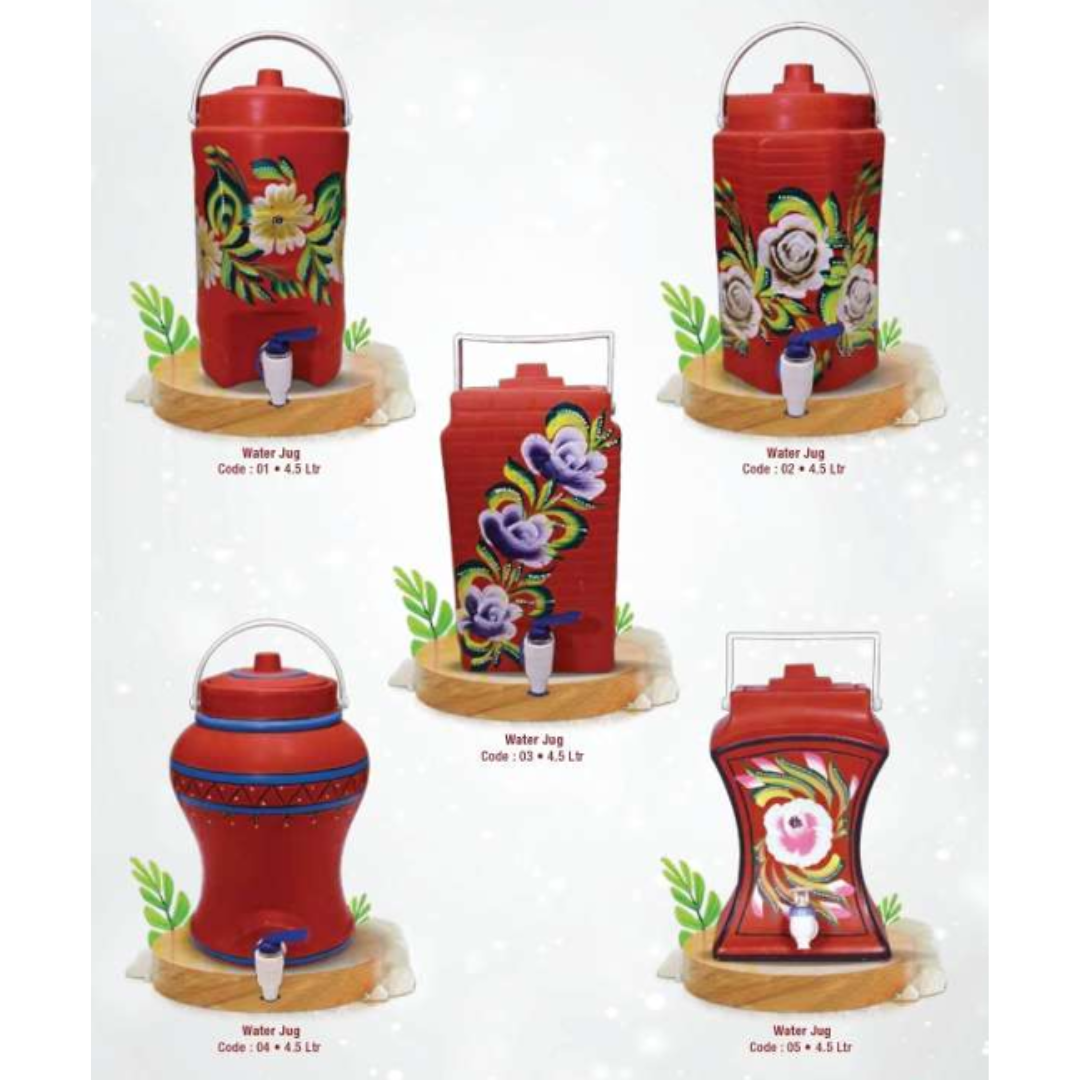 Water Jug
Code : 01 • 4.5 Ltr
Water Jug
Code : 02 • 4.5 Ltr
Water Jug
Code : 03 • 4.5 Ltr
Water Jug
Code : 04 • 4.5 Ltr
Water Jug
Code : 05 • 4.5 Ltr